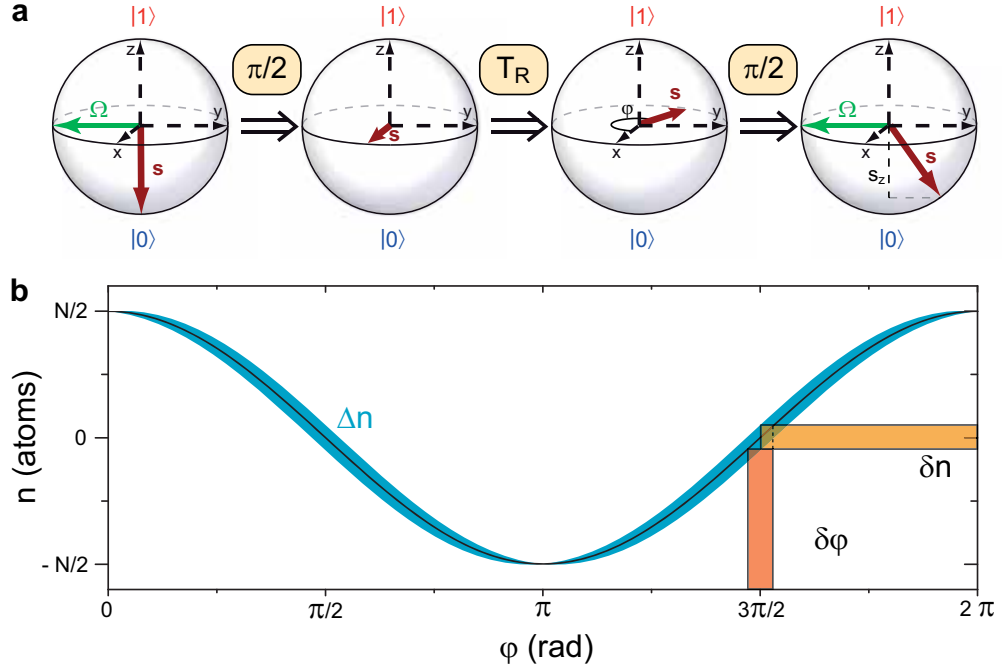 a
|1⟩ |1⟩ |1⟩ |1⟩
π/2 T_R π/2
z z z z
Ω y y φ s y Ω y
x s s x x s
s_z
|0⟩ |0⟩ |0⟩ |0⟩
b
N/2
0
- N/2
n (atoms)
Δn
δn
δφ
0 π/2 π 3π/2 2 π
φ (rad)